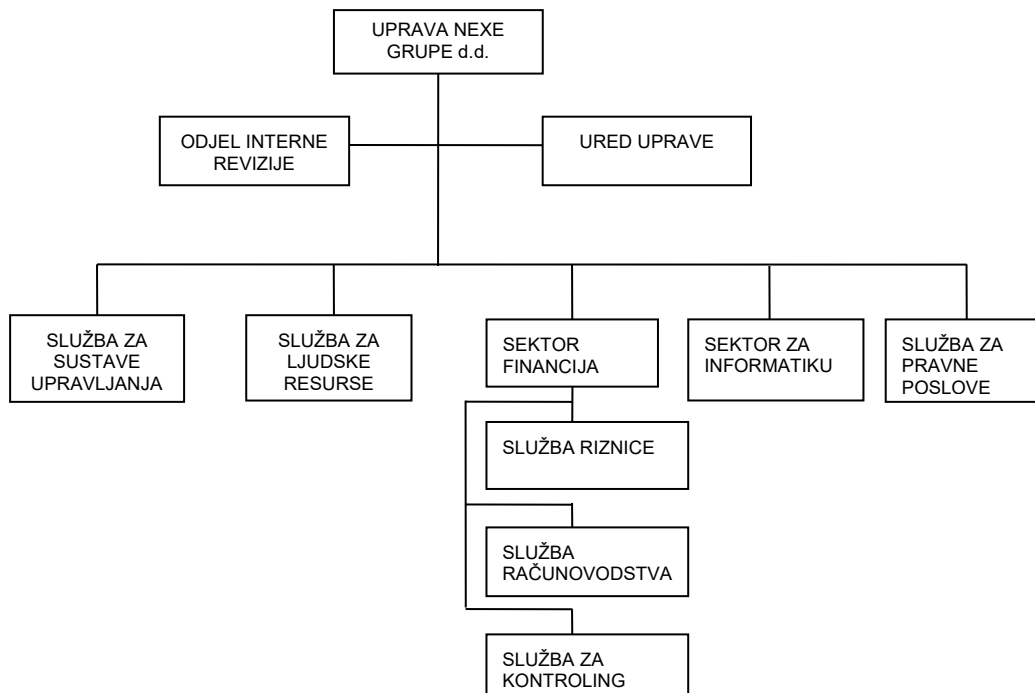 UPRAVA NEXE
GRUPE d.d.
ODJEL INTERNE
REVIZIJE
URED UPRAVE
SLUŽBA ZA
SUSTAVE
UPRAVLJANJA
SLUŽBA ZA
LJUDSKE
RESURSE
SEKTOR
FINANCIJA
SEKTOR ZA
INFORMATIKU
SLUŽBA ZA
PRAVNE
POSLOVE
SLUŽBA RIZNICE
SLUŽBA
RAČUNOVODSTVA
SLUŽBA ZA
KONTROLING